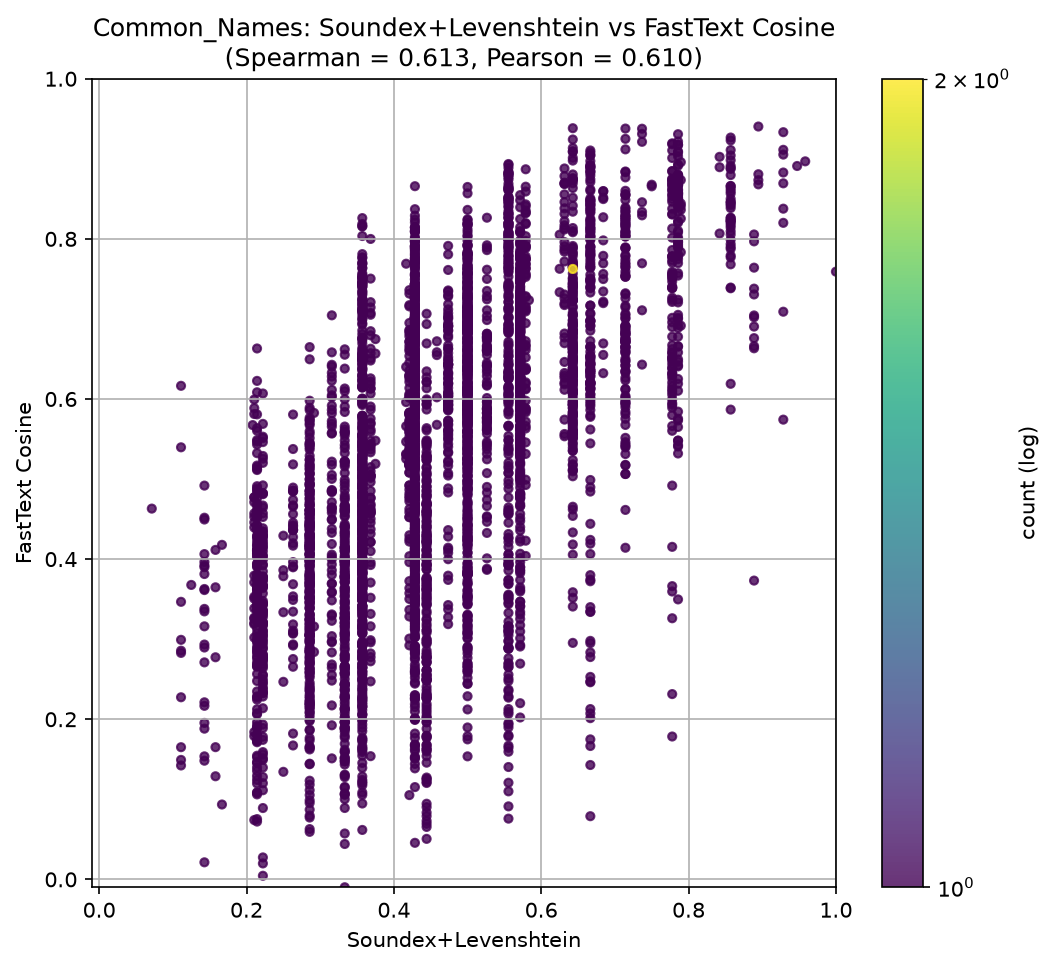 Common_Names: Soundex+Levenshtein vs FastText Cosine
(Spearman = 0.613, Pearson = 0.610)
1.0
0.8
0.6
0.4
0.2
0.0
FastText Cosine
0.0 0.2 0.4 0.6 0.8 1.0
Soundex+Levenshtein
2 × 10⁰
10⁰
count (log)